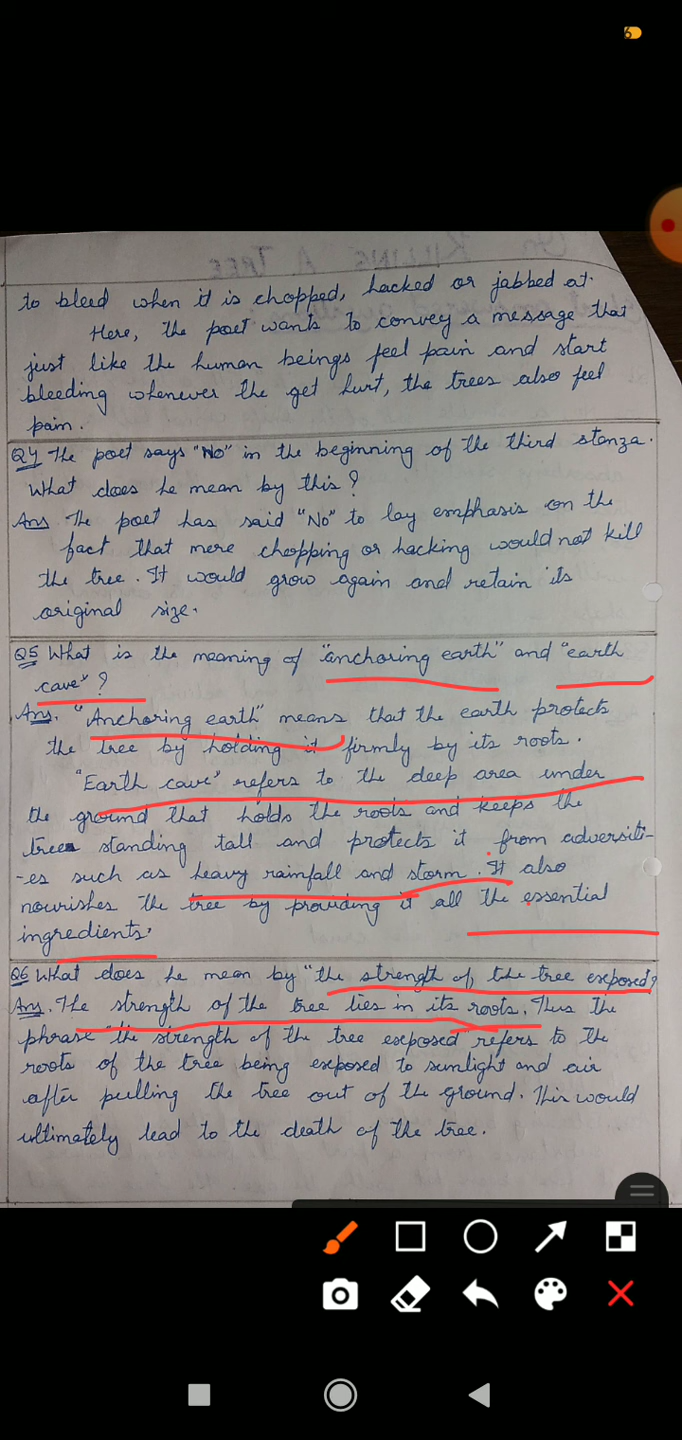 6
On KILLING A TREE
to bleed when it is chopped, hacked or jabbed at.
Here, the poet wants to convey a message that
just like the human beings feel pain and start
bleeding whenever the get hurt, the trees also feel
pain.
Q4 The poet says "No" in the beginning of the third stanza.
What does he mean by this?
Ans The poet has said "No" to lay emphasis on the
fact that mere chopping or hacking would not kill
the tree. It would grow again and retain its
original size.
Q5 What is the meaning of "anchoring earth" and "earth
cave"?
Ans. "Anchoring earth" means that the earth protects
the tree by holding it firmly by its roots.
"Earth cave" refers to the deep area under
the ground that holds the roots and keeps the
tree standing tall and protects it from adversiti-
-es such as heavy rainfall and storm. It also
nourishes the tree by providing it all the essential
ingredients.
Q6 What does he mean by "the strength of the tree exposed?
Ans. The strength of the tree lies in its roots. Thus the
phrase "the strength of the tree exposed" refers to the
roots of the tree being exposed to sunlight and air
after pulling the tree out of the ground. This would
ultimately lead to the death of the tree.